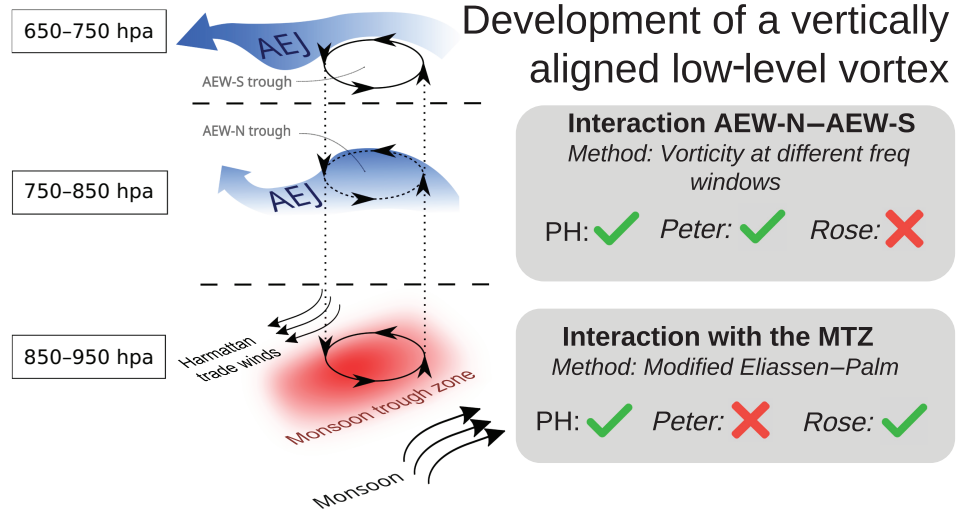 Development of a vertically
aligned low-level vortex
650–750 hpa
AEJ
AEW-S trough
AEW-N trough
750–850 hpa
AEJ
850–950 hpa
Harmattan
trade winds
Monsoon trough zone
Monsoon
Interaction AEW-N–AEW-S
Method: Vorticity at different freq
windows
PH: Peter: Rose:
Interaction with the MTZ
Method: Modified Eliassen–Palm
PH: Peter: Rose: